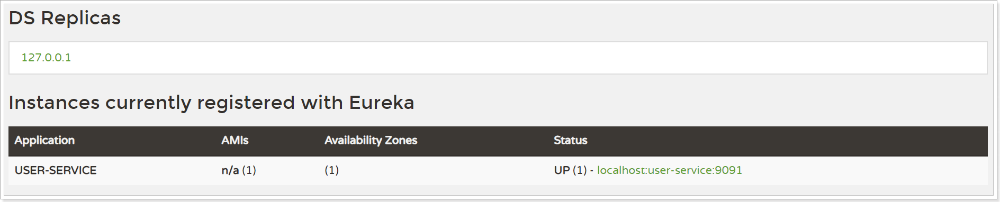 DS Replicas
127.0.0.1
Instances currently registered with Eureka
Application AMIs Availability Zones Status
USER-SERVICE n/a (1) (1) UP (1) - localhost:user-service:9091